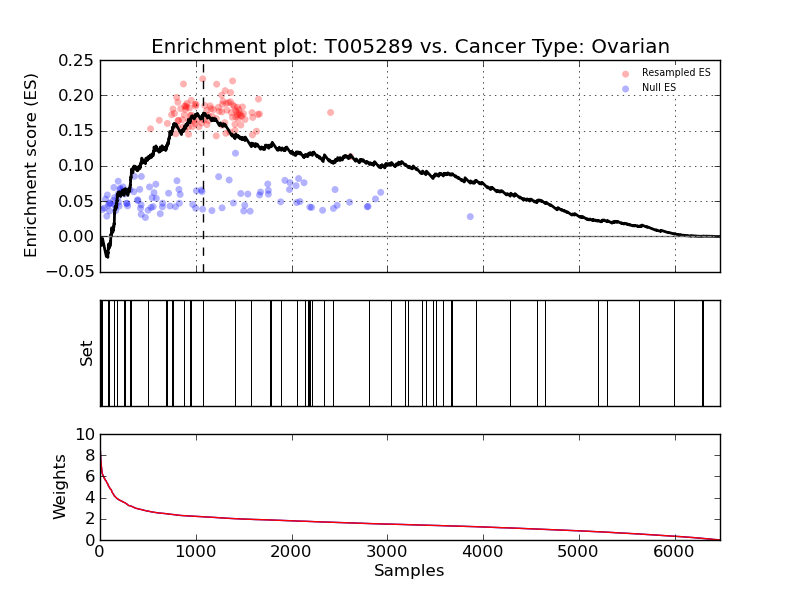 Enrichment plot: T005289 vs. Cancer Type: Ovarian
Enrichment score (ES)
0.25
0.20
0.15
0.10
0.05
0.00
−0.05
Resampled ES
Null ES
Set
Weights
10
8
6
4
2
0
0 1000 2000 3000 4000 5000 6000
Samples